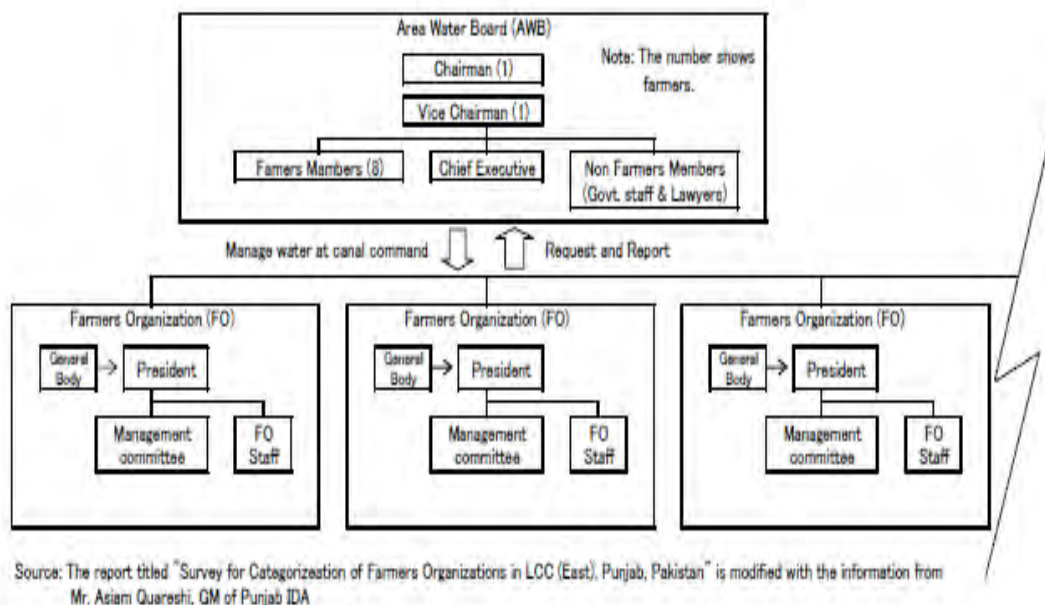 Area Water Board (AWB)
Note: The number shows
farmers.
Chairman (1)
Vice Chairman (1)
Famers Mambers (8)
Chief Executive
Non Farmers Members
(Govt. staff & Lawyers)
Manage water at canal command
Request and Report
Farmers Organization (FO)
General
Body
President
Management
committee
FO
Staff
Farmers Organization (FO)
General
Body
President
Management
committee
FO
Staff
Farmers Organization (FO)
General
Body
President
Management
committee
FO
Staff
Source: The report titled "Survey for Categorizeation of Farmers Organizations in LCC (East), Punjab, Pakistan" is modified with the information from
Mr. Asjam Quareshi, GM of Punjab IDA